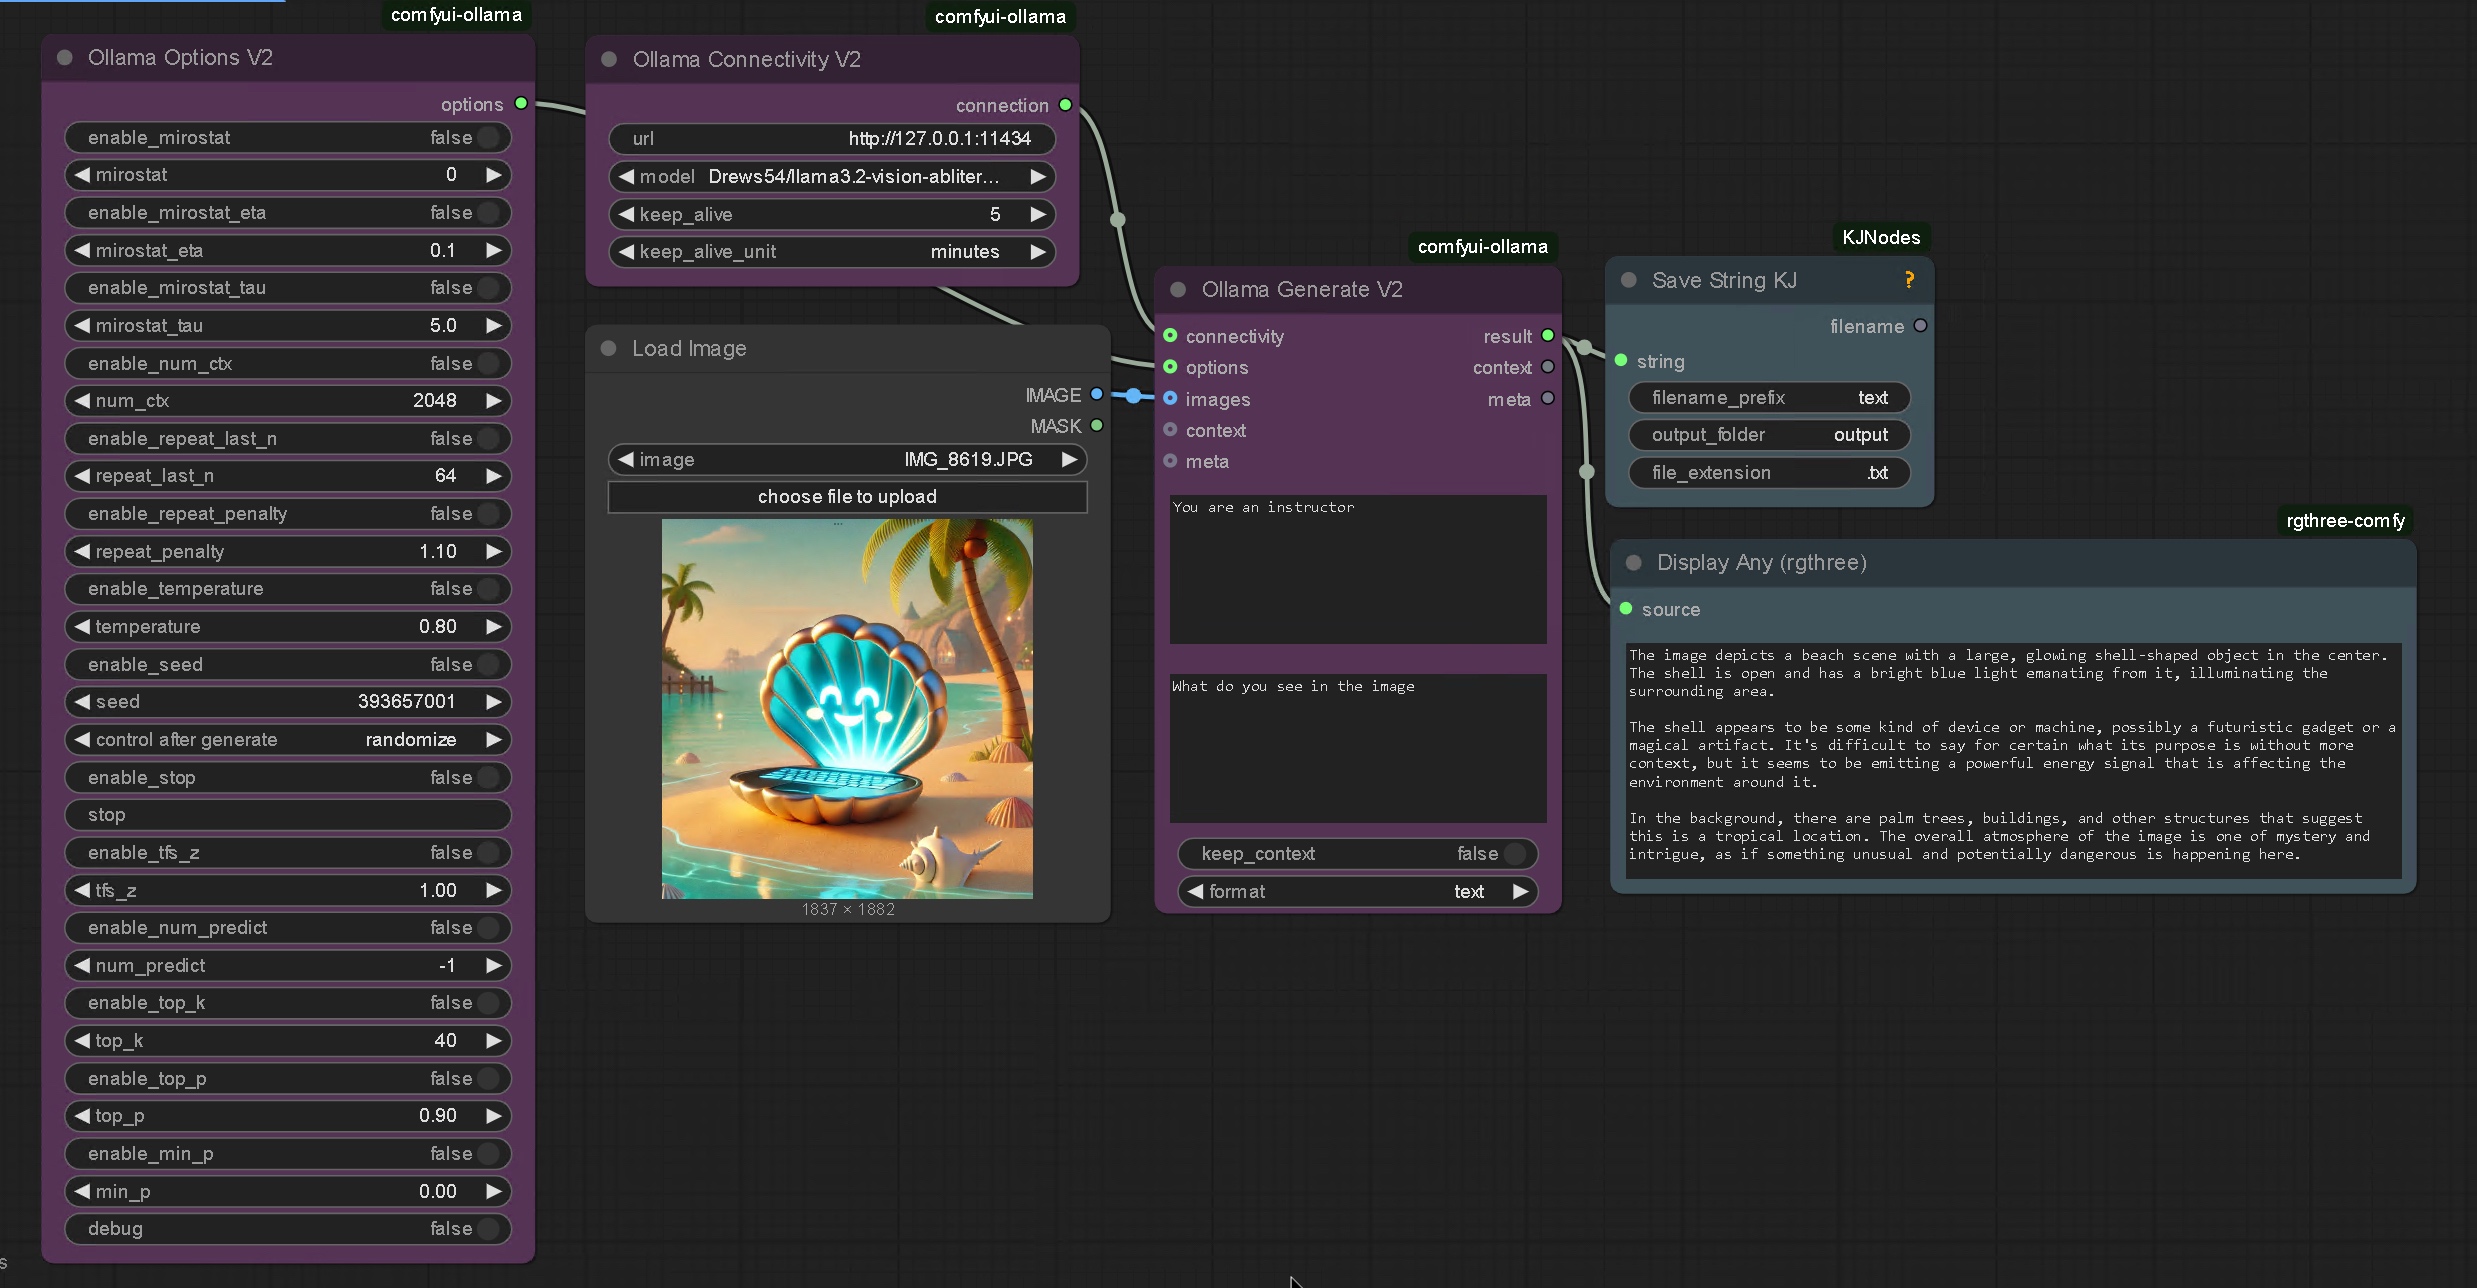 comfyui-ollama
Ollama Options V2
options
enable_mirostat false
mirostat 0
enable_mirostat_eta false
mirostat_eta 0.1
enable_mirostat_tau false
mirostat_tau 5.0
enable_num_ctx false
num_ctx 2048
enable_repeat_last_n false
repeat_last_n 64
enable_repeat_penalty false
repeat_penalty 1.10
enable_temperature false
temperature 0.80
enable_seed false
seed 393657001
control after generate randomize
enable_stop false
stop
enable_tfs_z false
tfs_z 1.00
enable_num_predict false
num_predict -1
enable_top_k false
top_k 40
enable_top_p false
top_p 0.90
enable_min_p false
min_p 0.00
debug false
s
comfyui-ollama
Ollama Connectivity V2
connection
url http://127.0.0.1:11434
model Drews54/llama3.2-vision-abliter...
keep_alive 5
keep_alive_unit minutes
Load Image
IMAGE
MASK
image IMG_8619.JPG
choose file to upload
1837 × 1882
comfyui-ollama
Ollama Generate V2
connectivity result
options context
images meta
context
meta
You are an instructor
What do you see in the image
keep_context false
format text
KJNodes
Save String KJ ?
filename
string
filename_prefix text
output_folder output
file_extension .txt
rgthree-comfy
Display Any (rgthree)
source
The image depicts a beach scene with a large, glowing shell-shaped object in the center.
The shell is open and has a bright blue light emanating from it, illuminating the
surrounding area.
The shell appears to be some kind of device or machine, possibly a futuristic gadget or a
magical artifact. It's difficult to say for certain what its purpose is without more
context, but it seems to be emitting a powerful energy signal that is affecting the
environment around it.
In the background, there are palm trees, buildings, and other structures that suggest
this is a tropical location. The overall atmosphere of the image is one of mystery and
intrigue, as if something unusual and potentially dangerous is happening here.